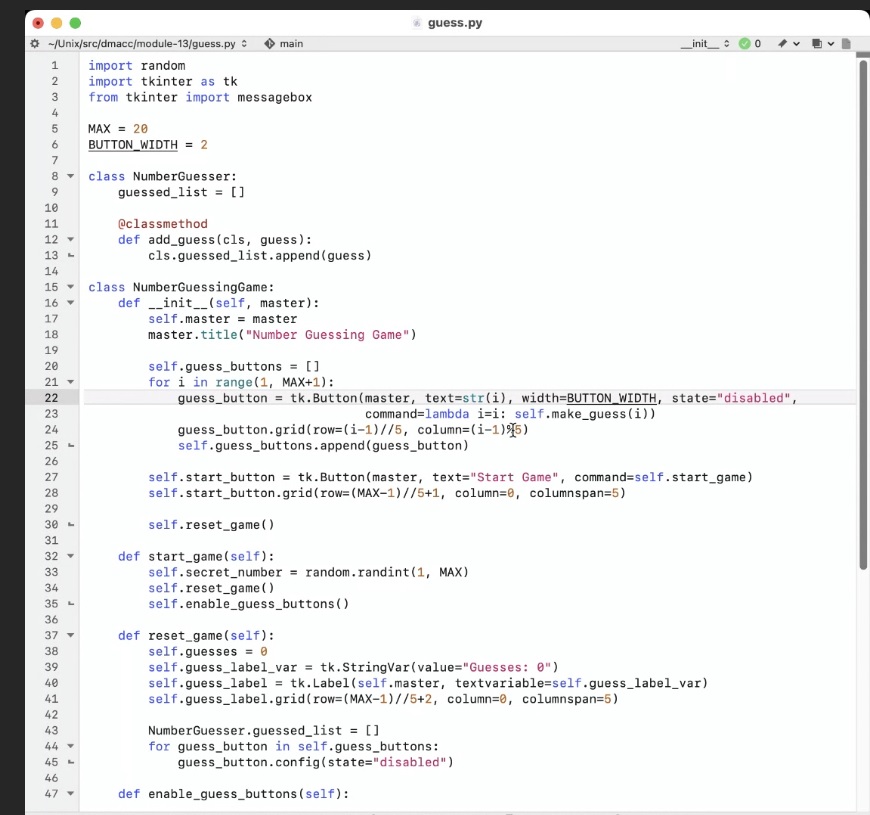 guess.py
~/Unix/src/dmacc/module-13/guess.py main __init__ 0
1 import random
2 import tkinter as tk
3 from tkinter import messagebox
4
5 MAX = 20
6 BUTTON_WIDTH = 2
7
8 class NumberGuesser:
9 guessed_list = []
10
11 @classmethod
12 def add_guess(cls, guess):
13 cls.guessed_list.append(guess)
14
15 class NumberGuessingGame:
16 def __init__(self, master):
17 self.master = master
18 master.title("Number Guessing Game")
19
20 self.guess_buttons = []
21 for i in range(1, MAX+1):
22 guess_button = tk.Button(master, text=str(i), width=BUTTON_WIDTH, state="disabled",
23 command=lambda i=i: self.make_guess(i))
24 guess_button.grid(row=(i-1)//5, column=(i-1)%5)
25 self.guess_buttons.append(guess_button)
26
27 self.start_button = tk.Button(master, text="Start Game", command=self.start_game)
28 self.start_button.grid(row=(MAX-1)//5+1, column=0, columnspan=5)
29
30 self.reset_game()
31
32 def start_game(self):
33 self.secret_number = random.randint(1, MAX)
34 self.reset_game()
35 self.enable_guess_buttons()
36
37 def reset_game(self):
38 self.guesses = 0
39 self.guess_label_var = tk.StringVar(value="Guesses: 0")
40 self.guess_label = tk.Label(self.master, textvariable=self.guess_label_var)
41 self.guess_label.grid(row=(MAX-1)//5+2, column=0, columnspan=5)
42
43 NumberGuesser.guessed_list = []
44 for guess_button in self.guess_buttons:
45 guess_button.config(state="disabled")
46
47 def enable_guess_buttons(self):